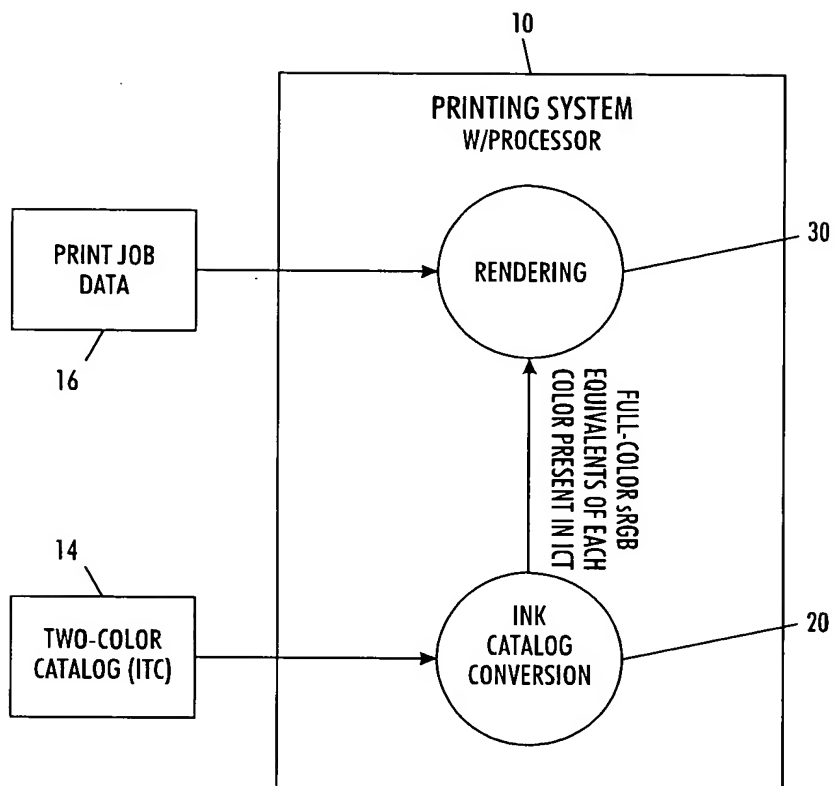 10
PRINTING SYSTEM
W/PROCESSOR
PRINT JOB
DATA
16
RENDERING
30
FULL-COLOR sRGB
EQUIVALENTS OF EACH
COLOR PRESENT IN ICT
14
TWO-COLOR
CATALOG (ITC)
INK
CATALOG
CONVERSION
20